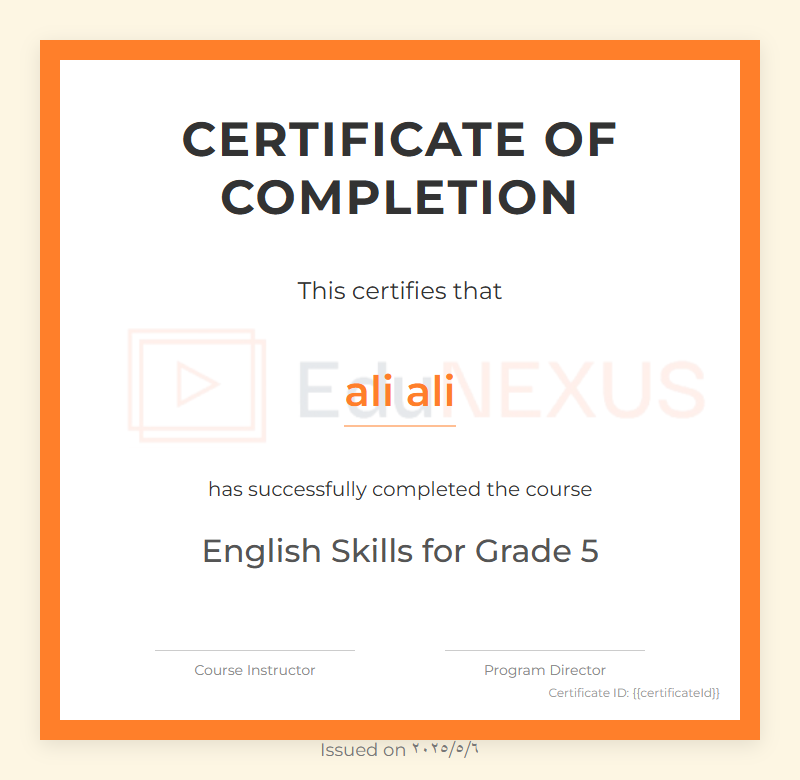 CERTIFICATE OF
COMPLETION
This certifies that
EduNEXUS
ali ali
has successfully completed the course
English Skills for Grade 5
Course Instructor
Program Director
Certificate ID: {{certificateId}}
Issued on ٢٠٢٥/٥/٦